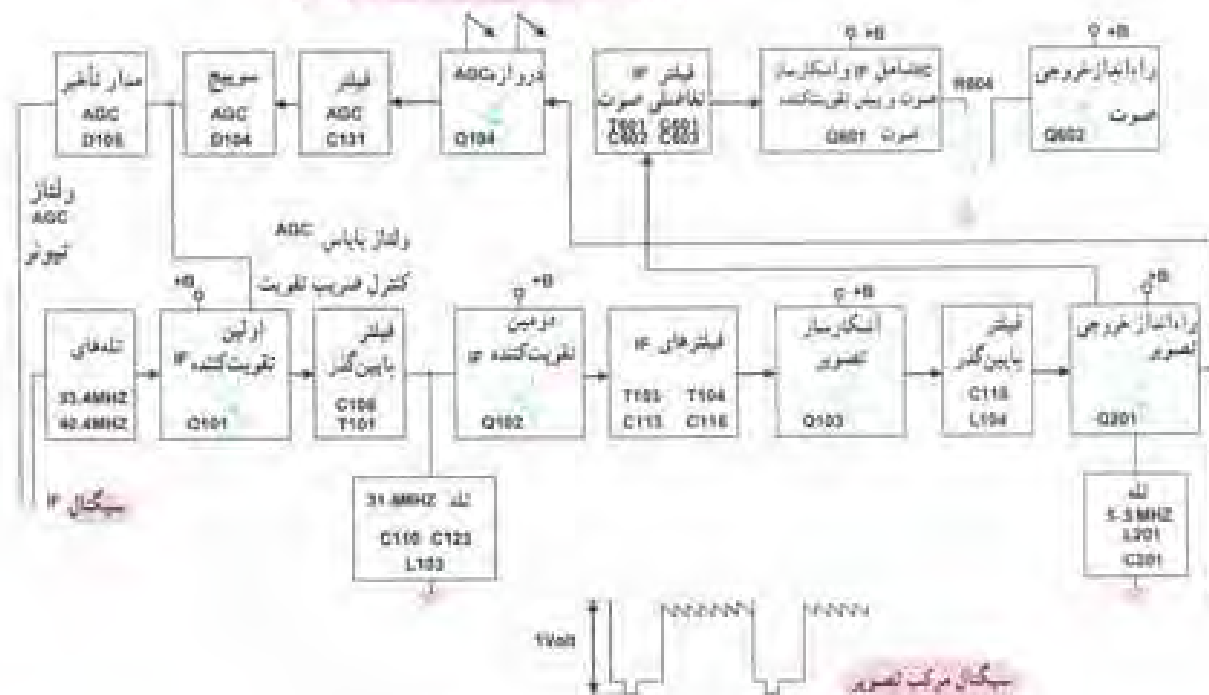 مدار تأخیر
AGC
D105
سوییچ
AGC
D104
فیلتر
AGC
C131
دروازه AGC
Q104
فیلتر IF
تفاضلی صوت
T601 C601
C602 C603
+B
IC شامل IF و آشکارساز
صوت و پیش تقویت‌کننده
صوت Q601
R604
+B
راه‌انداز خروجی
صوت
Q602
ولتاژ
AGC
تیونر
ولتاژ بایاس AGC
کنترل ضریب تقویت
تله‌های
33.4MHZ
40.4MHZ
+B
اولین
تقویت‌کننده IF
Q101
فیلتر
پایین‌گذر
C106
T101
+B
دومین
تقویت‌کننده IF
Q102
فیلترهای IF
T103 T104
C113 C116
+B
آشکارساز
تصویر
Q103
فیلتر
پایین‌گذر
C118
L104
+B
راه‌انداز خروجی
تصویر
Q201
سیگنال IF
تله 31.9MHZ
C110 C123
L103
تله
5.5MHZ
L201
C201
1Volt
سیگنال مرکب تصویر